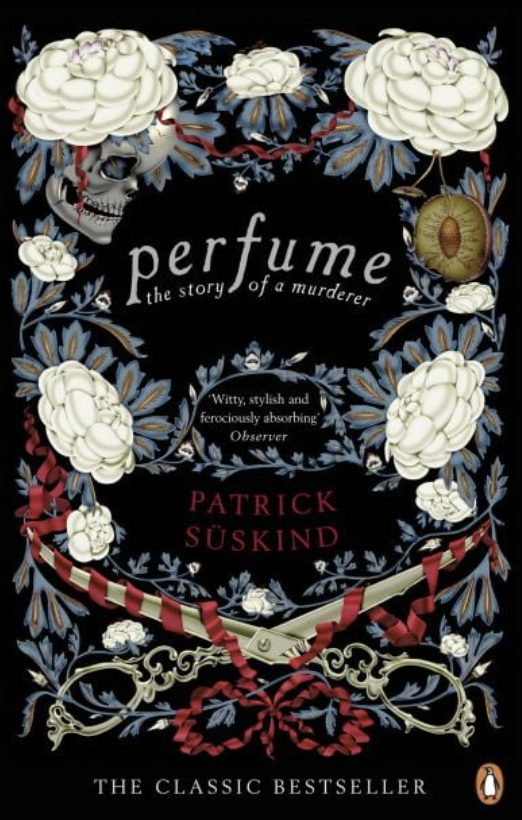 perfume
the story of a murderer
'Witty, stylish and
ferociously absorbing'
Observer
PATRICK
SÜSKIND
THE CLASSIC BESTSELLER